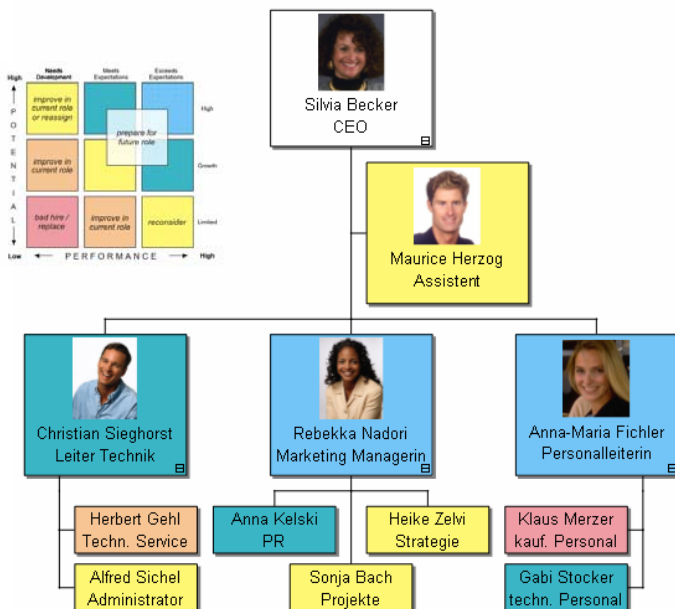 Needs Development
Meets Expectations
Exceeds Expectations
High
POTENTIAL
Low
improve in
current role
or reassign
prepare for
future role
High
improve in
current role
Growth
bad hire /
replace
improve in
current role
reconsider
Limited
PERFORMANCE
High
Silvia Becker
CEO
Maurice Herzog
Assistent
Christian Sieghorst
Leiter Technik
Rebekka Nadori
Marketing Managerin
Anna-Maria Fichler
Personalleiterin
Herbert Gehl
Techn. Service
Alfred Sichel
Administrator
Anna Kelski
PR
Heike Zelvi
Strategie
Sonja Bach
Projekte
Klaus Merzer
kauf. Personal
Gabi Stocker
techn. Personal